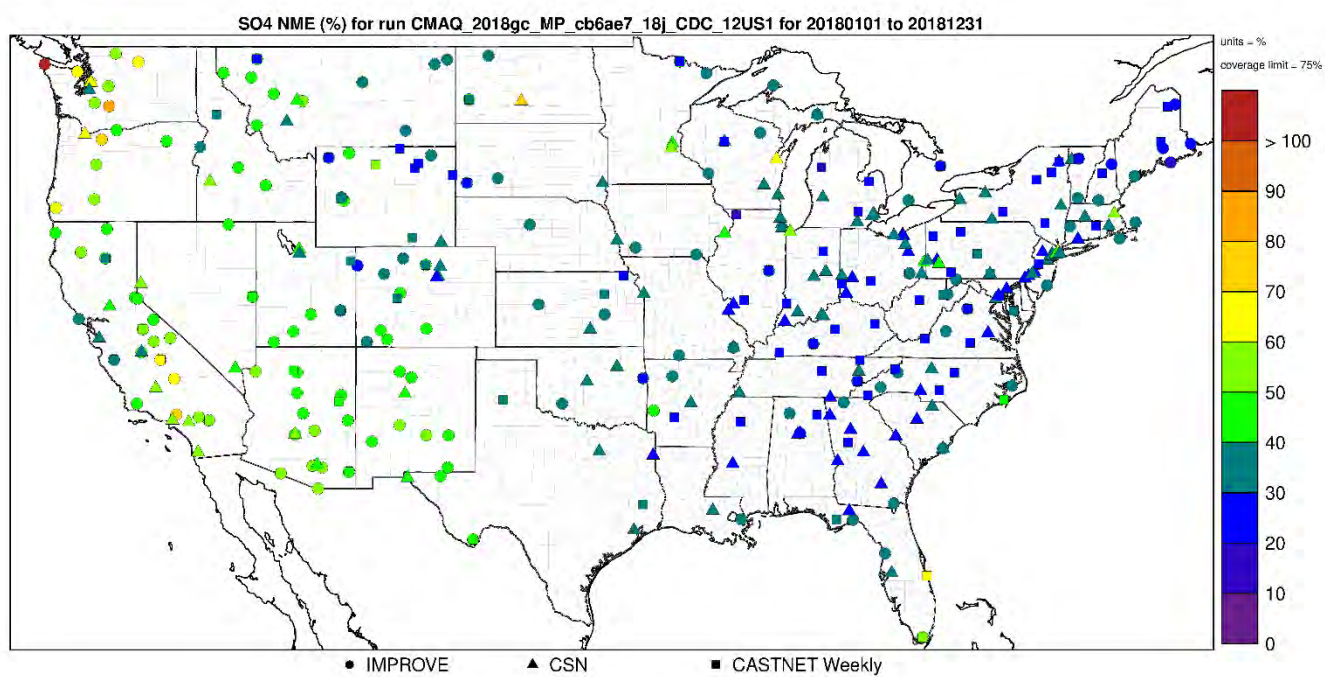 SO4 NME (%) for run CMAQ_2018gc_MP_cb6ae7_18j_CDC_12US1 for 20180101 to 20181231
units = %
coverage limit = 75%
> 100
90
80
70
60
50
40
30
20
10
0
IMPROVE CSN CASTNET Weekly